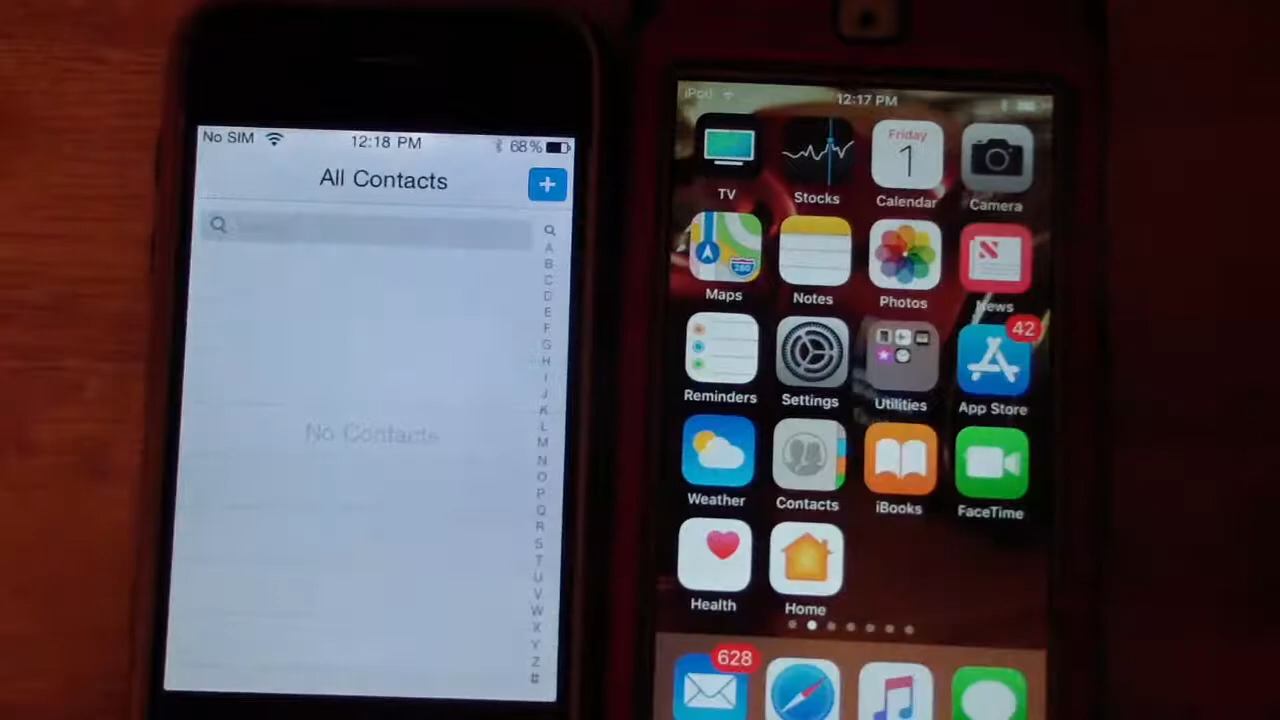 No SIM 12:18 PM 68%
All Contacts
+
A
B
C
D
E
F
G
H
I
J
K
L
M
N
O
P
Q
R
S
T
U
V
W
X
Y
Z
#
No Contacts
iPod 12:17 PM
Friday
1
TV Stocks Calendar Camera
280
Maps Notes Photos News
42
Reminders Settings Utilities App Store
Weather Contacts iBooks FaceTime
Health Home
628